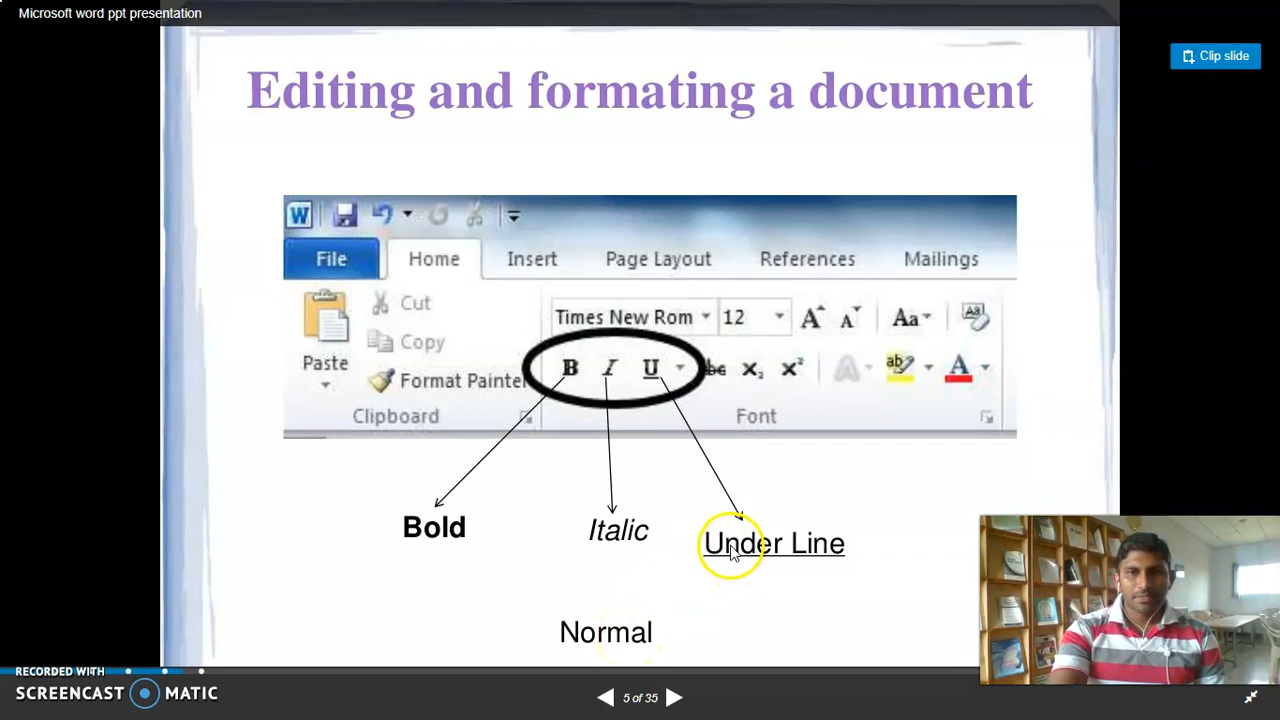 Microsoft word ppt presentation
Clip slide
Editing and formating a document
W
File Home Insert Page Layout References Mailings
Cut
Times New Rom 12 A A Aa
Copy
Paste
B I U abc X₂ X² A ab A
Format Painter
Clipboard Font
Bold
Italic
Under Line
Normal
RECORDED WITH
SCREENCAST MATIC
5 of 35